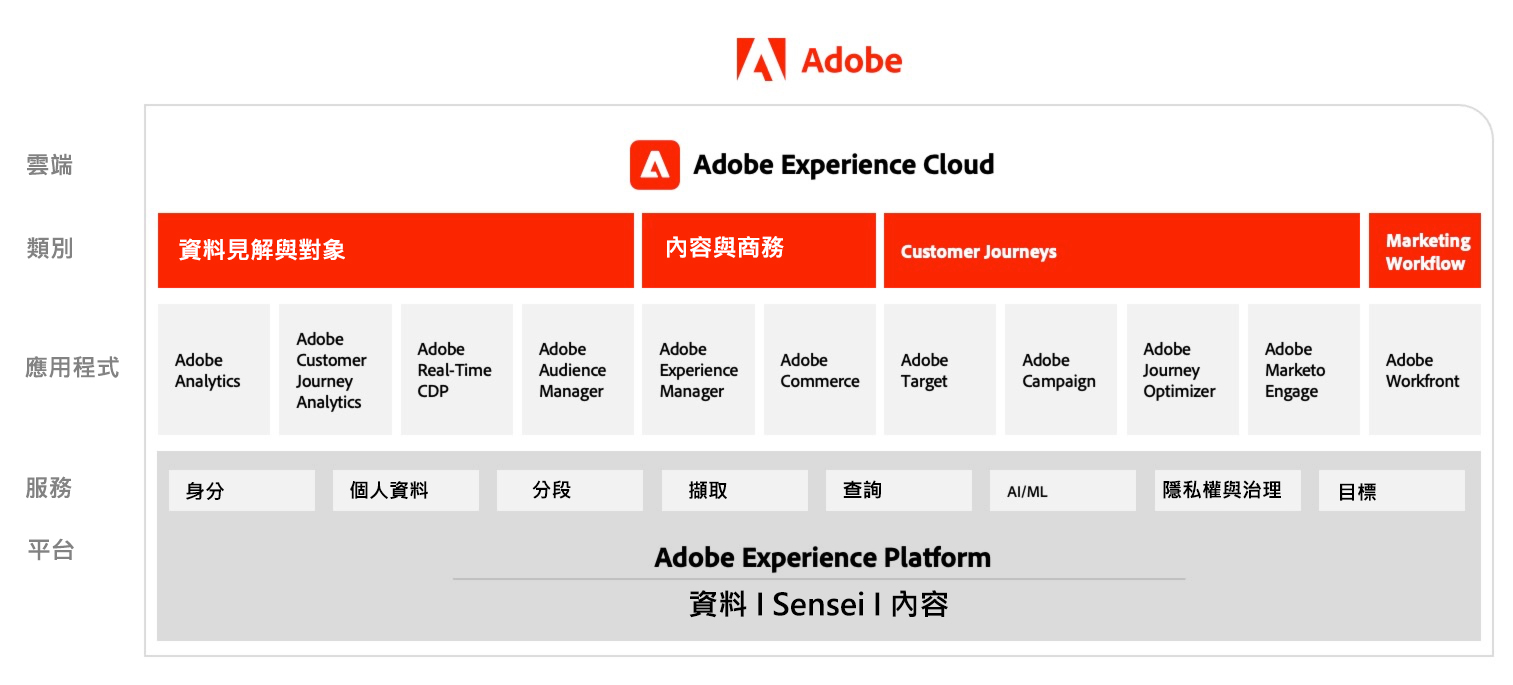 Adobe
雲端
Adobe Experience Cloud
類別
資料見解與對象
內容與商務
Customer Journeys
Marketing
Workflow
應用程式
Adobe
Analytics
Adobe
Customer
Journey
Analytics
Adobe
Real-Time
CDP
Adobe
Audience
Manager
Adobe
Experience
Manager
Adobe
Commerce
Adobe
Target
Adobe
Campaign
Adobe
Journey
Optimizer
Adobe
Marketo
Engage
Adobe
Workfront
服務
身分
個人資料
分段
擷取
查詢
AI/ML
隱私權與治理
目標
平台
Adobe Experience Platform
資料 I Sensei I 內容